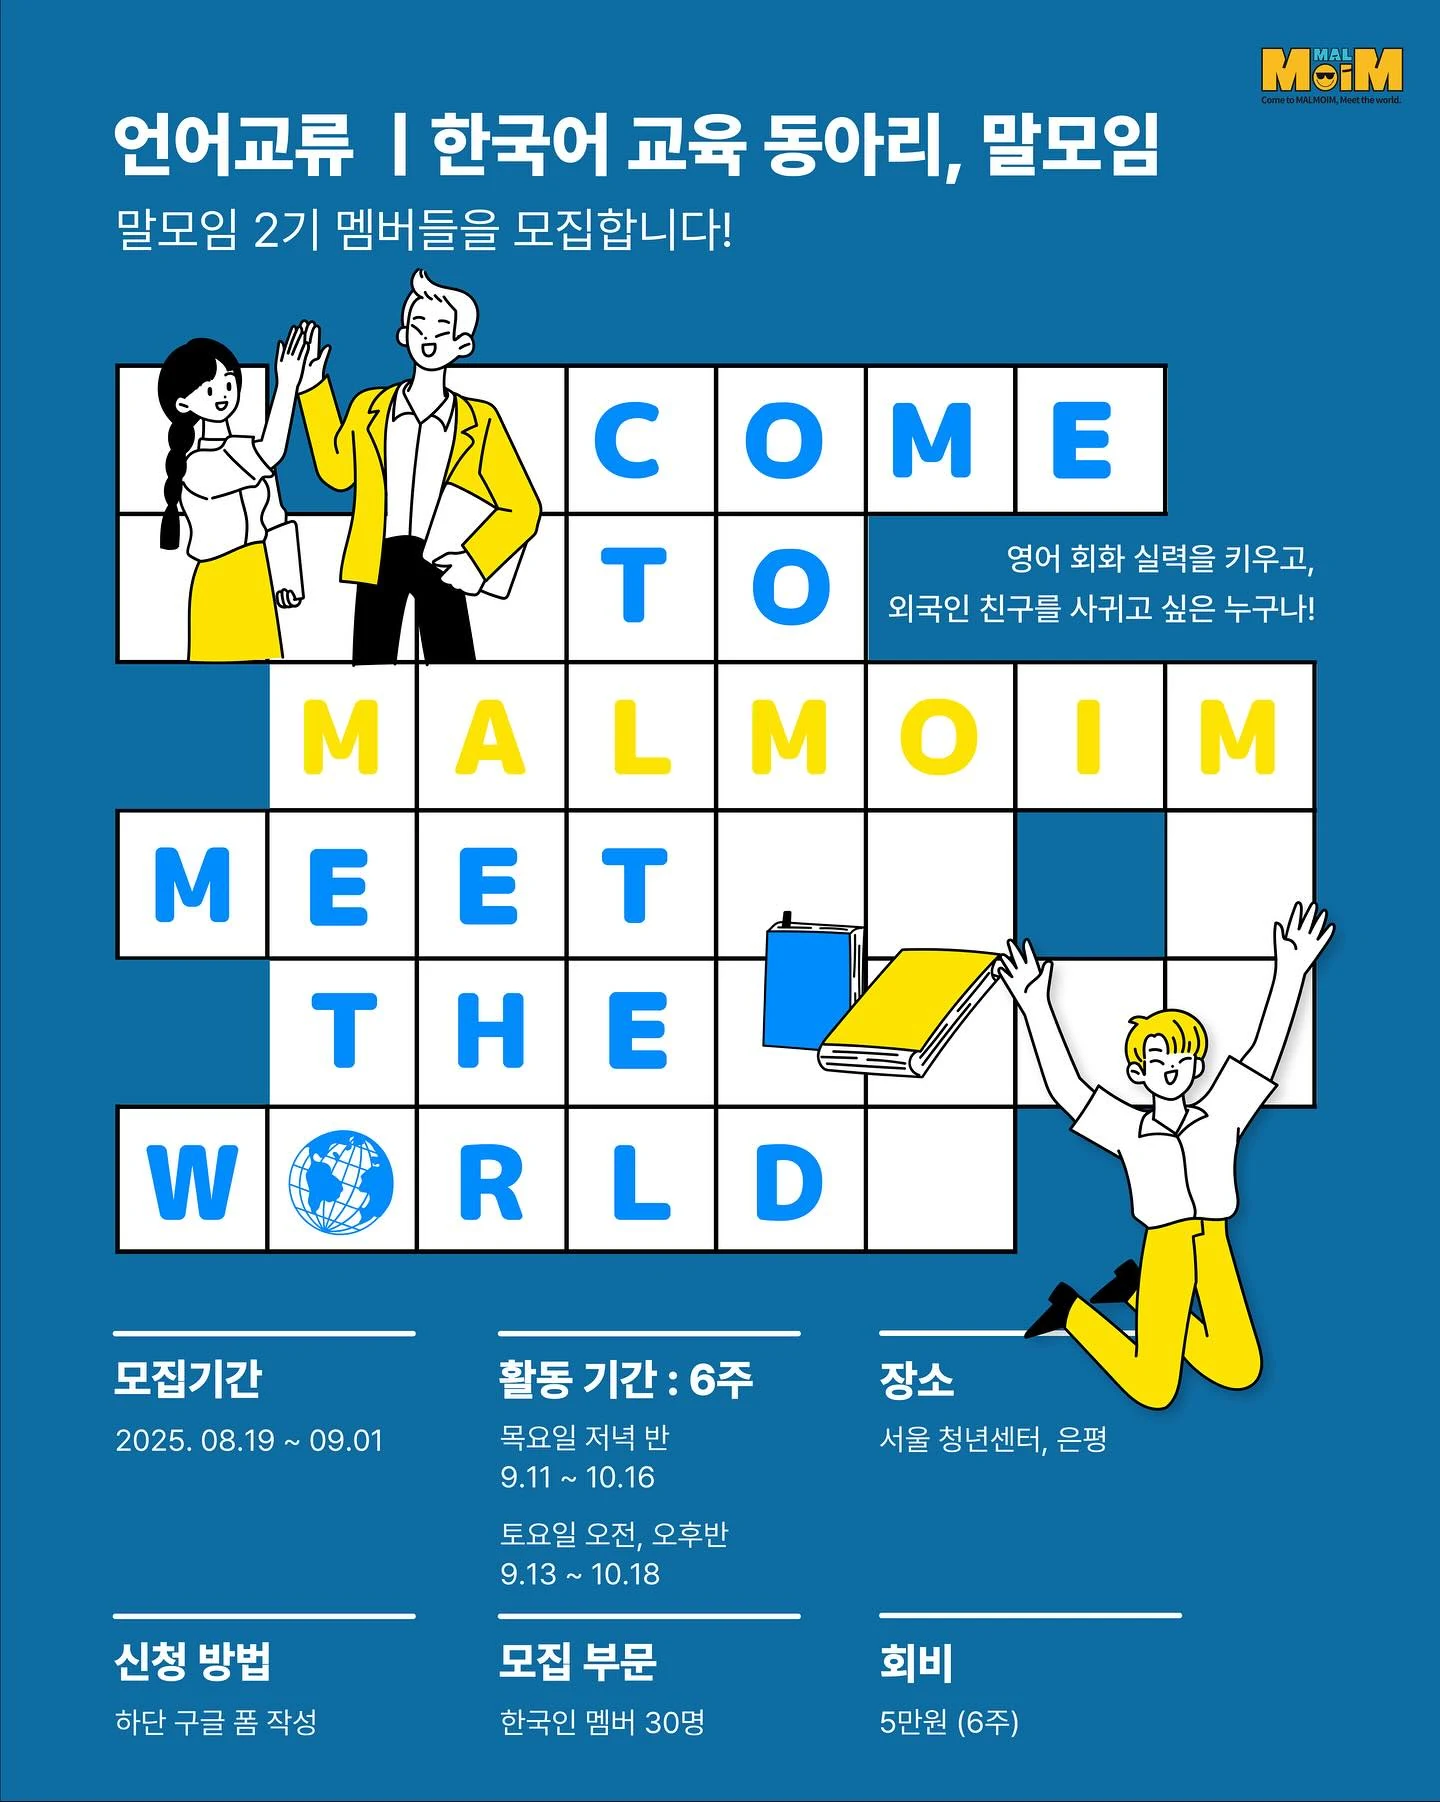 MAL
MOiM
Come to MALMOIM, Meet the world.
언어교류 | 한국어 교육 동아리, 말모임
말모임 2기 멤버들을 모집합니다!
COME
TO
영어 회화 실력을 키우고,
외국인 친구를 사귀고 싶은 누구나!
MALMOIM
MEET
THE
W RLD
모집기간
2025. 08.19 ~ 09.01
활동 기간 : 6주
목요일 저녁 반
9.11 ~ 10.16
토요일 오전, 오후반
9.13 ~ 10.18
장소
서울 청년센터, 은평
신청 방법
하단 구글 폼 작성
모집 부문
한국인 멤버 30명
회비
5만원 (6주)